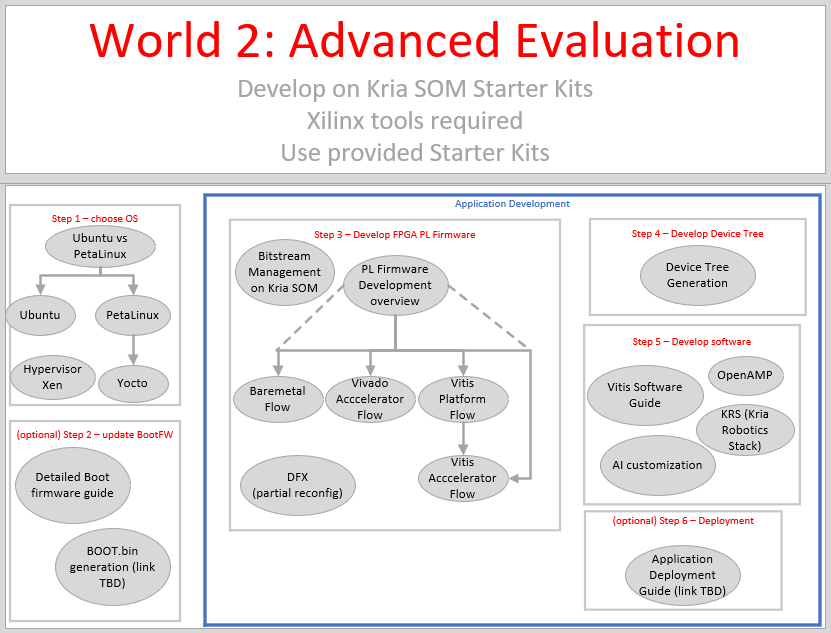 World 2: Advanced Evaluation
Develop on Kria SOM Starter Kits
Xilinx tools required
Use provided Starter Kits
Step 1 – choose OS
Ubuntu vs
PetaLinux
Ubuntu
PetaLinux
Hypervisor
Xen
Yocto
(optional) Step 2 – update BootFW
Detailed Boot
firmware guide
BOOT.bin
generation (link
TBD)
Application Development
Step 3 – Develop FPGA PL Firmware
Bitstream
Management
on Kria SOM
PL Firmware
Development
overview
Baremetal
Flow
Vivado
Acccelerator
Flow
Vitis
Platform
Flow
Vitis
Acccelerator
Flow
DFX
(partial reconfig)
Step 4 – Develop Device Tree
Device Tree
Generation
Step 5 – Develop software
Vitis Software
Guide
OpenAMP
KRS (Kria
Robotics
Stack)
AI customization
(optional) Step 6 – Deployment
Application
Deployment
Guide (link TBD)